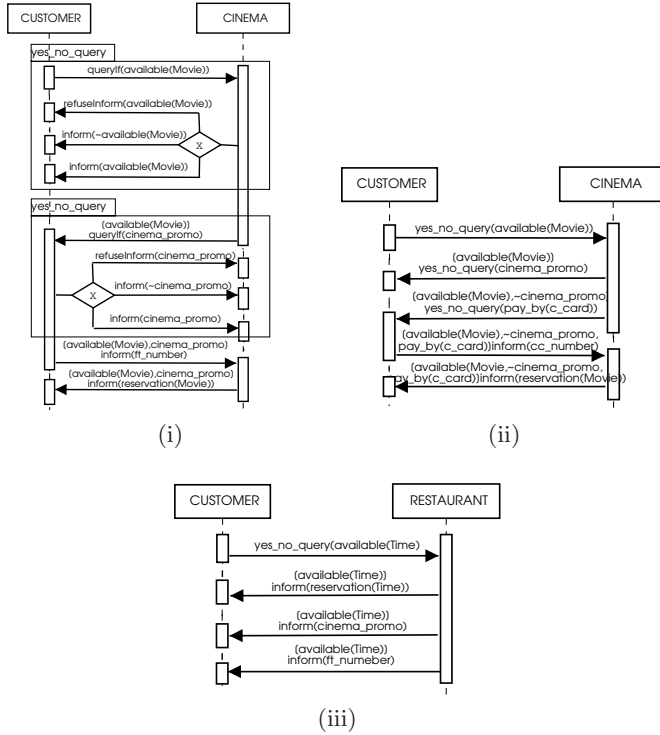 CUSTOMER
CINEMA
yes_no_query
queryIf(available(Movie))
refuseInform(available(Movie))
inform(~available(Movie))
X
inform(available(Movie))
yes_no_query
[available(Movie)]
queryIf(cinema_promo)
refuseInform(cinema_promo)
inform(~cinema_promo)
X
inform(cinema_promo)
[available(Movie),cinema_promo]
inform(ft_number)
[available(Movie),cinema_promo]
inform(reservation(Movie))
(i)
CUSTOMER
CINEMA
yes_no_query(available(Movie))
[available(Movie)]
yes_no_query(cinema_promo)
[available(Movie),~cinema_promo]
yes_no_query(pay_by(c_card))
[available(Movie),~cinema_promo,
pay_by(c_card)]inform(cc_number)
[available(Movie,~cinema_promo,
pay_by(c_card)]inform(reservation(Movie))
(ii)
CUSTOMER
RESTAURANT
yes_no_query(available(Time)
[available(Time)]
inform(reservation(Time))
[available(Time)]
inform(cinema_promo)
[available(Time)]
inform(ft_numeber)
(iii)